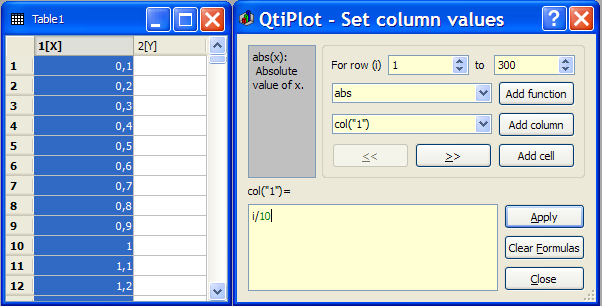 Table1
1[X] 2[Y]
1 0,1
2 0,2
3 0,3
4 0,4
5 0,5
6 0,6
7 0,7
8 0,8
9 0,9
10 1
11 1,1
12 1,2
QtiPlot - Set column values
abs(x):
Absolute
value of x.
For row (i) 1 to 300
abs Add function
col("1") Add column
<< >> Add cell
col("1")=
i/10
Apply
Clear Formulas
Close